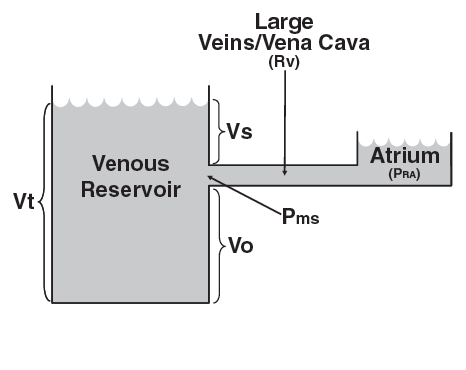 Large
Veins/Vena Cava
(Rv)
Vs
Venous
Reservoir
Atrium
(PRA)
Vt
Pms
Vo